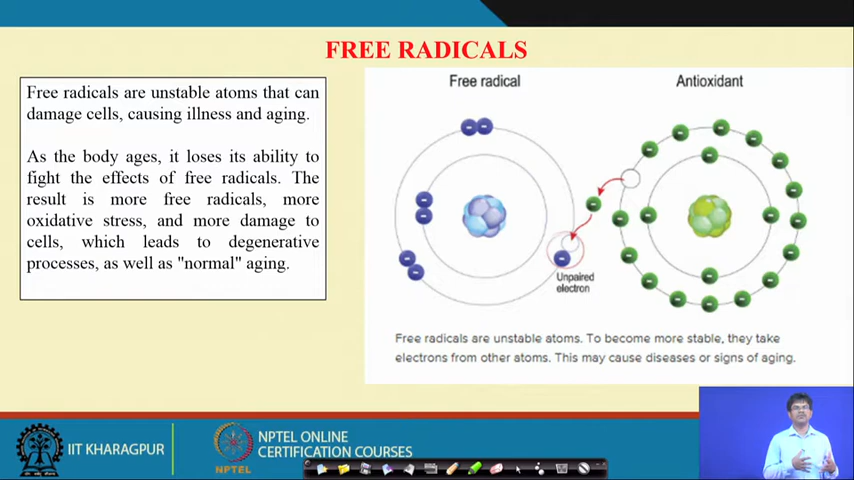 FREE RADICALS
Free radicals are unstable atoms that can
damage cells, causing illness and aging.
As the body ages, it loses its ability to
fight the effects of free radicals. The
result is more free radicals, more
oxidative stress, and more damage to
cells, which leads to degenerative
processes, as well as "normal" aging.
Free radical
Antioxidant
Unpaired
electron
Free radicals are unstable atoms. To become more stable, they take
electrons from other atoms. This may cause diseases or signs of aging.
IIT KHARAGPUR
NPTEL
NPTEL ONLINE
CERTIFICATION COURSES